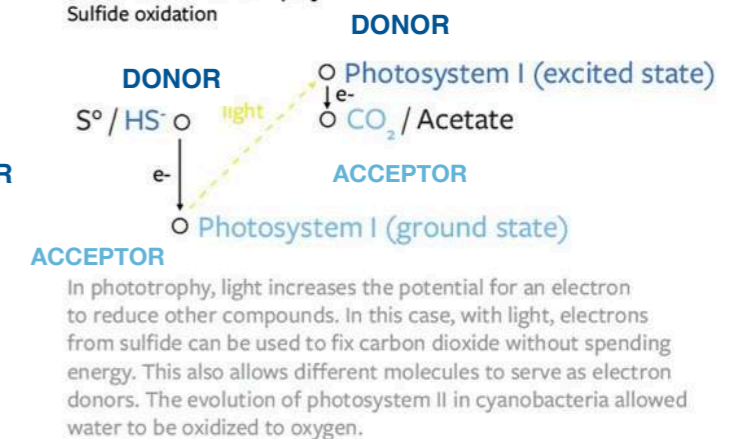 Sulfide oxidation
DONOR
DONOR
Photosystem I (excited state)
e-
light
S⁰ / HS⁻
CO₂ / Acetate
R
e-
ACCEPTOR
Photosystem I (ground state)
ACCEPTOR
In phototrophy, light increases the potential for an electron
to reduce other compounds. In this case, with light, electrons
from sulfide can be used to fix carbon dioxide without spending
energy. This also allows different molecules to serve as electron
donors. The evolution of photosystem II in cyanobacteria allowed
water to be oxidized to oxygen.